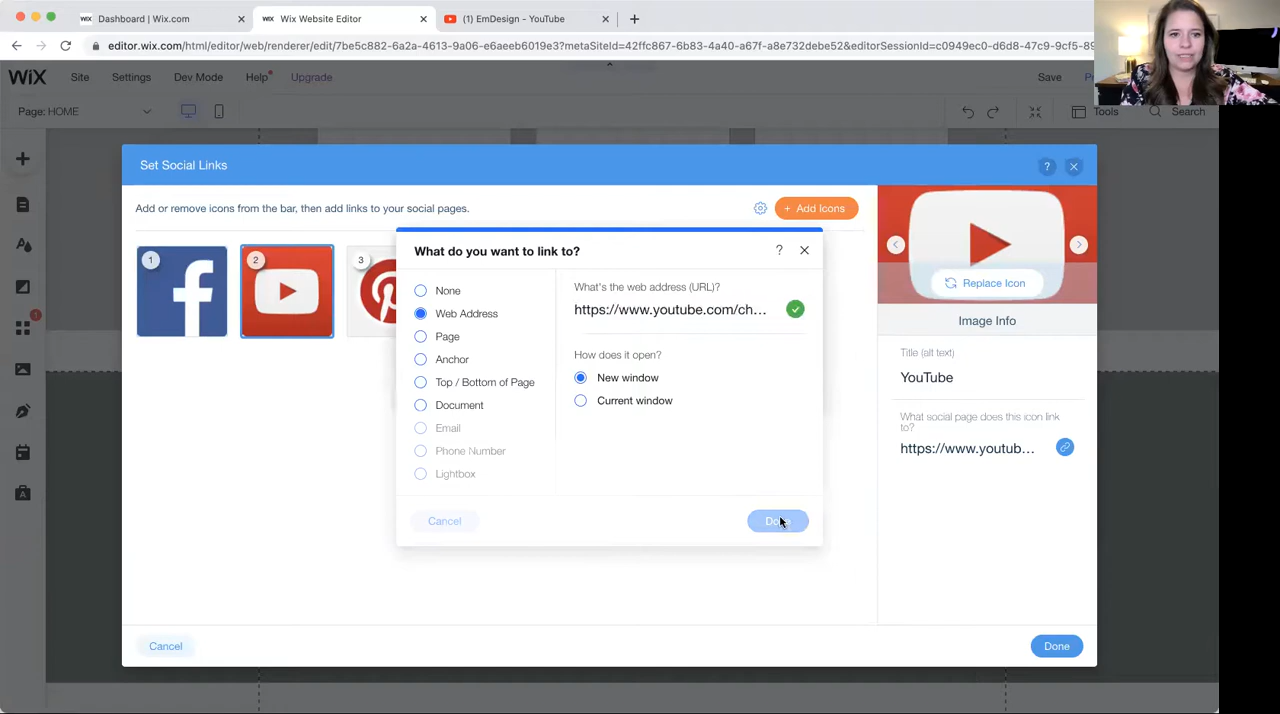 Dashboard | Wix.com
WiX
Wix Website Editor
(1) EmDesign - YouTube
editor.wix.com/html/editor/web/renderer/edit/7be5c882-6a2a-4613-9a06-e6aeeb6019e3?metaSiteId=42ffc867-6b83-4a40-a67f-a8e732debe52&editorSessionId=c0949ec0-d6d8-47c9-9cf5-89
WiX Site Settings Dev Mode Help Upgrade Save
Page: HOME Tools Search
Set Social Links ?
Add or remove icons from the bar, then add links to your social pages.
+ Add Icons
1 2 3
What do you want to link to? ?
None
Web Address
Page
Anchor
Top / Bottom of Page
Document
Email
Phone Number
Lightbox
What's the web address (URL)?
https://www.youtube.com/ch...
How does it open?
New window
Current window
Cancel
Replace Icon
Image Info
Title (alt text)
YouTube
What social page does this icon link
to?
https://www.youtub...
Cancel Done